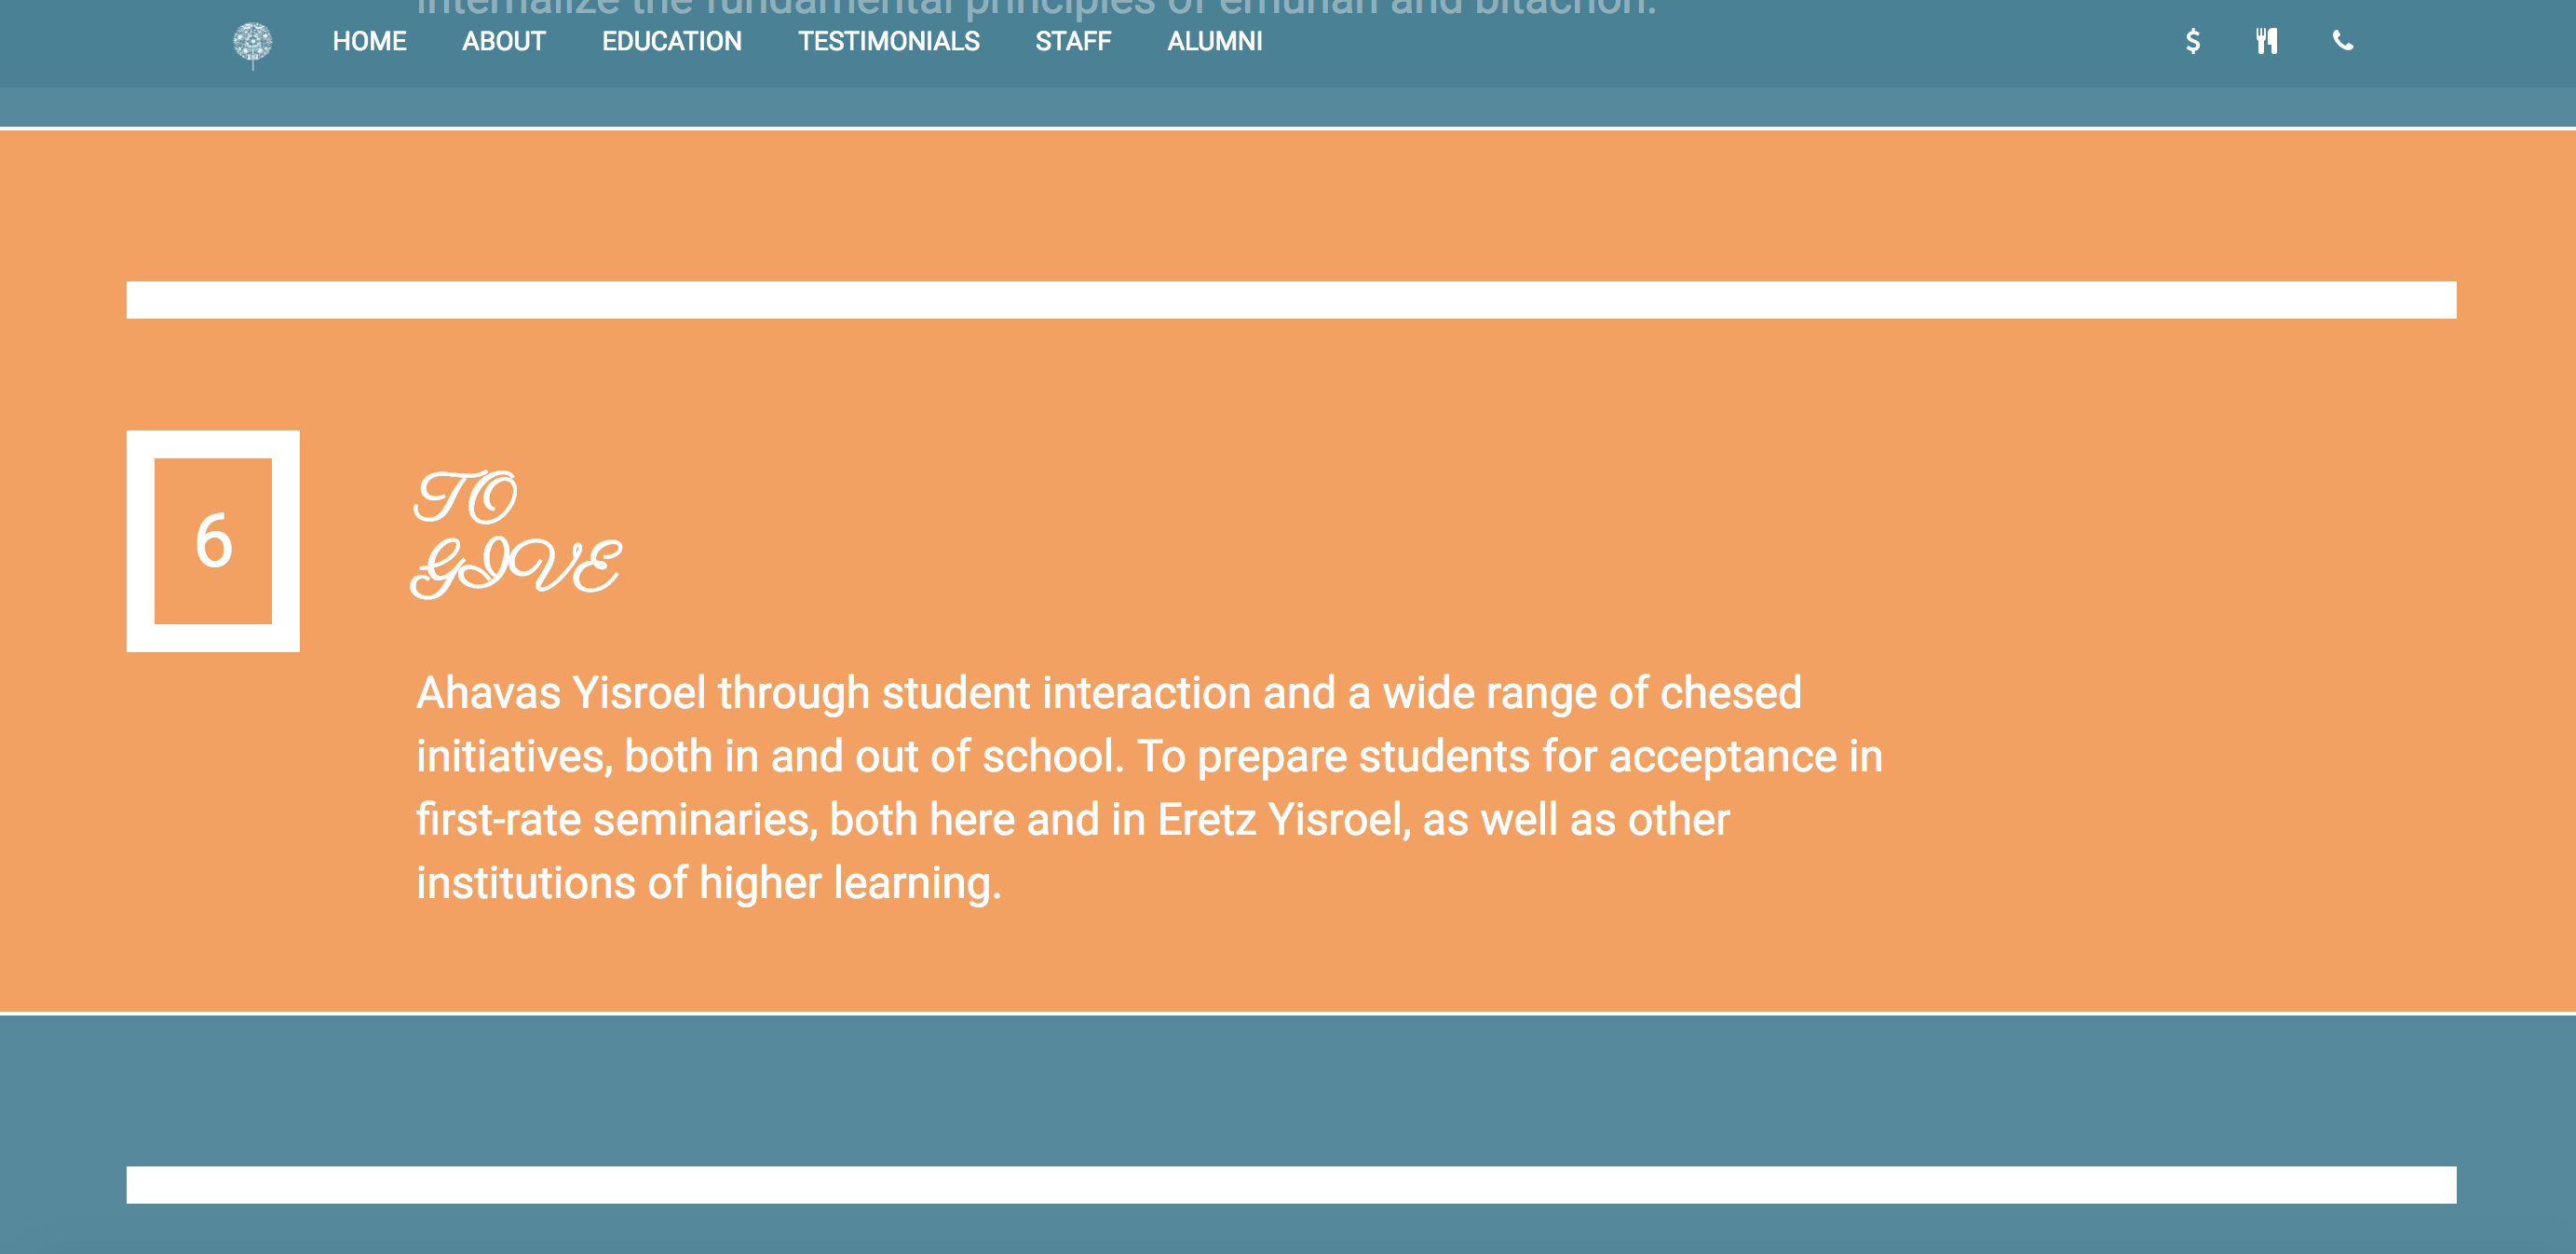 internalize the fundamental principles of emunah and bitachon.
HOME ABOUT EDUCATION TESTIMONIALS STAFF ALUMNI $
6
TO
GIVE
Ahavas Yisroel through student interaction and a wide range of chesed
initiatives, both in and out of school. To prepare students for acceptance in
first-rate seminaries, both here and in Eretz Yisroel, as well as other
institutions of higher learning.